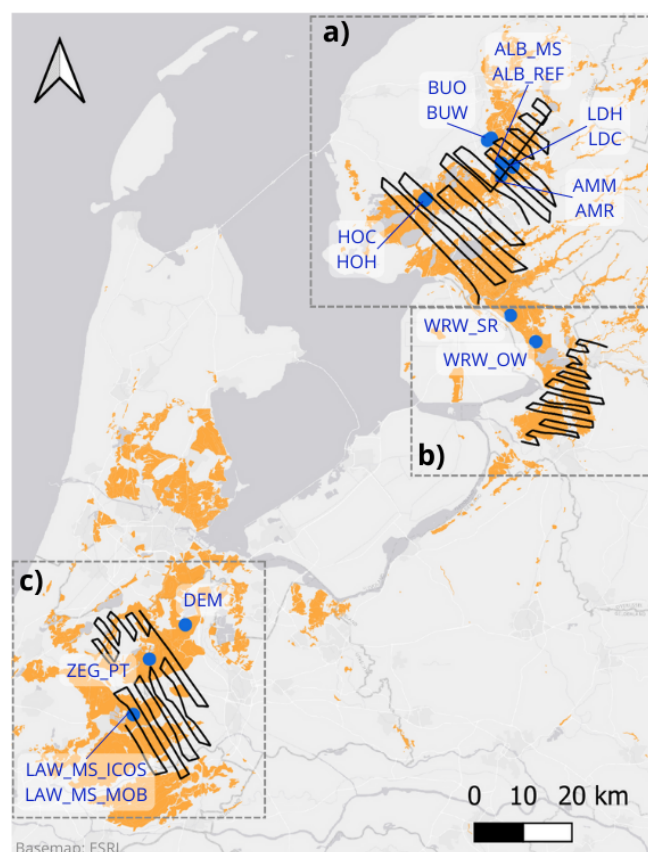 a)
ALB_MS
ALB_REF
BUO
BUW
LDH
LDC
AMM
AMR
HOC
HOH
WRW_SR
WRW_OW
b)
c)
DEM
ZEG_PT
LAW_MS_ICOS
LAW_MS_MOB
0 10 20 km
Basemap: ESRI